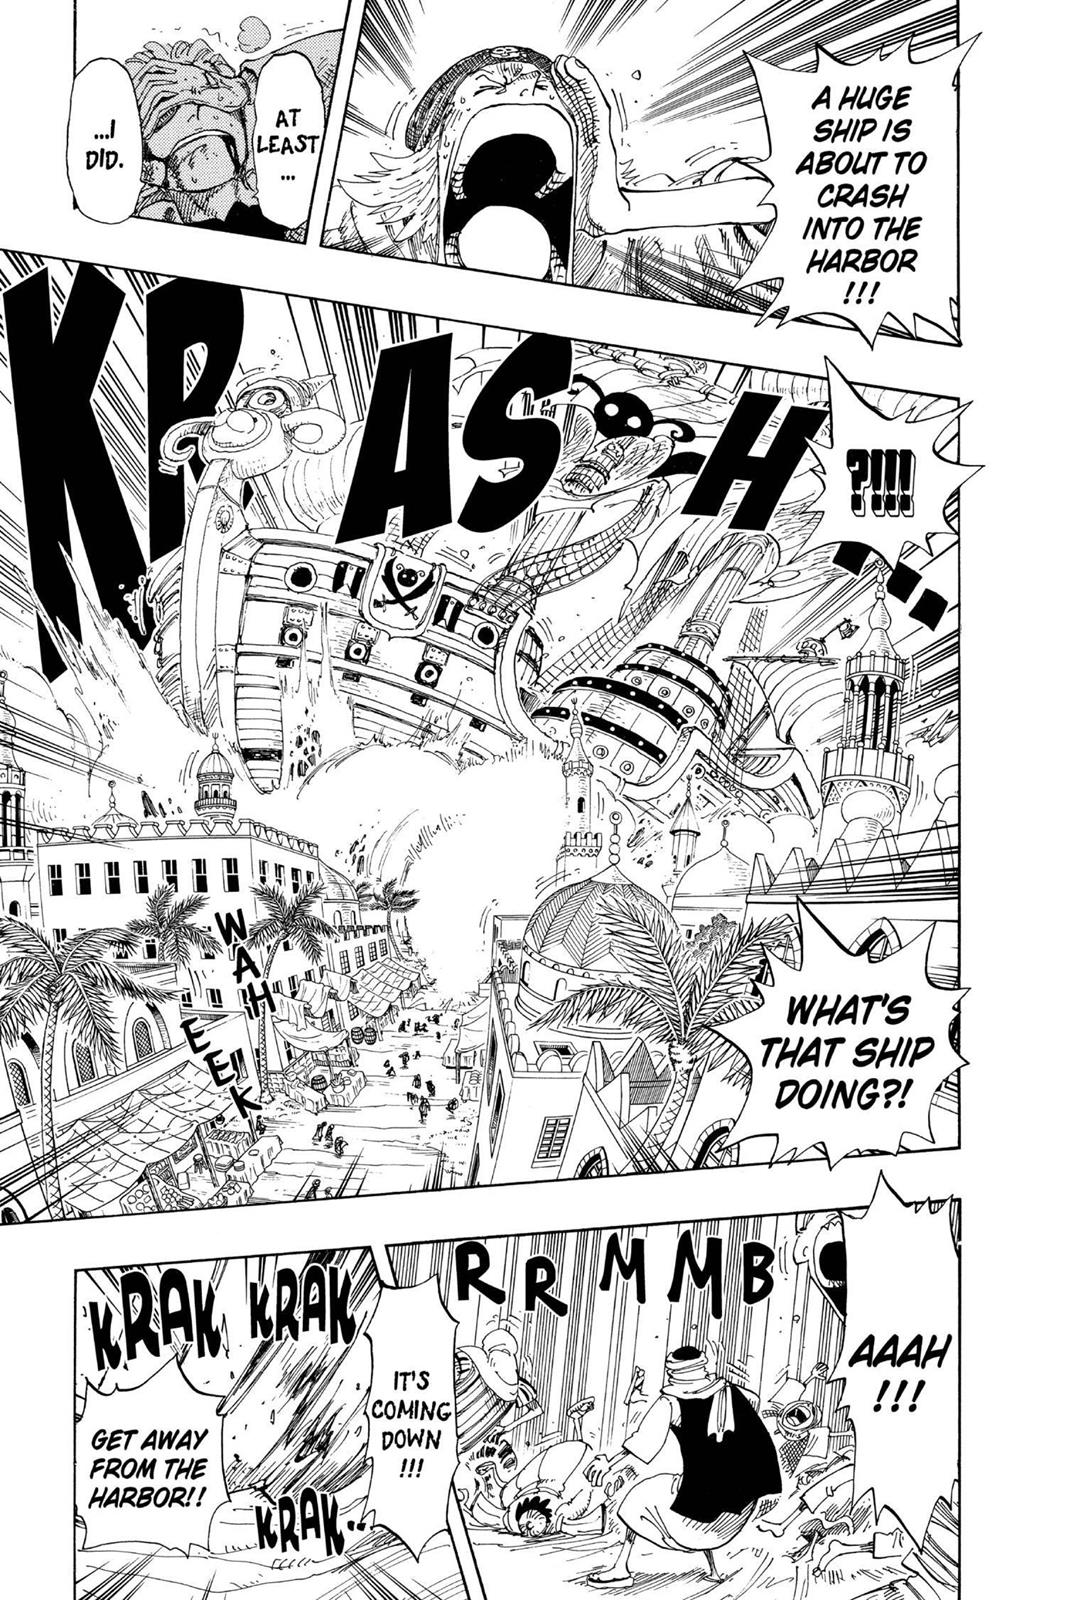 A HUGE
SHIP IS
ABOUT TO
CRASH
INTO THE
HARBOR
!!!
AT
LEAST
...
...I
DID.
KRASH
?!!!
WHAT'S
THAT SHIP
DOING?!
WAH
EEEK
RRMMB
AAAH
!!!
IT'S
COMING
DOWN
!!!
KRAK KRAK
GET AWAY
FROM THE
HARBOR!!
KRAK..